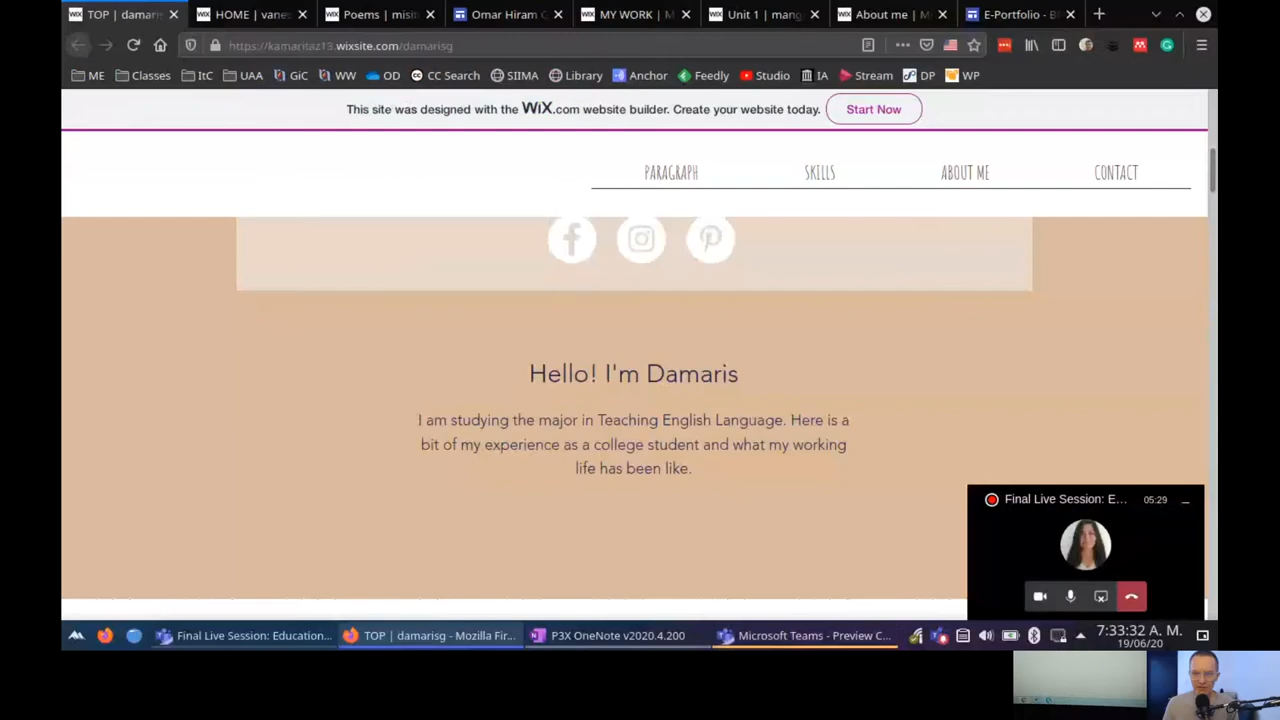 TOP | damaris
HOME | vanes
Poems | misin
Omar Hiram C
MY WORK | M
Unit 1 | mang
About me | M
E-Portfolio - B
https://kamaritaz13.wixsite.com/damarisg
ME
Classes
ItC
UAA
GIC
WW
OD
CC Search
SIIMA
Library
Anchor
Feedly
Studio
IA
Stream
DP
WP
This site was designed with the WiX.com website builder. Create your website today.
Start Now
PARAGRAPH
SKILLS
ABOUT ME
CONTACT
Hello! I'm Damaris
I am studying the major in Teaching English Language. Here is a
bit of my experience as a college student and what my working
life has been like.
Final Live Session: E...
05:29
Final Live Session: Education...
TOP | damarisg - Mozilla Fir...
P3X OneNote v2020.4.200
Microsoft Teams - Preview C...
7:33:32 A. M.
19/06/20